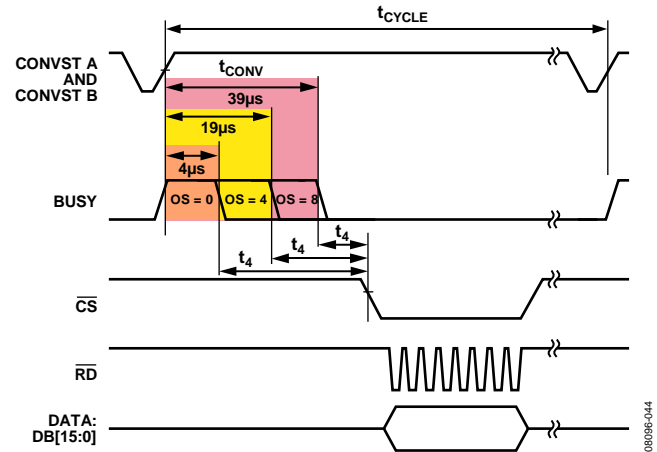 tCYCLE
CONVST A
AND
CONVST B
tCONV
39µs
19µs
4µs
BUSY
OS = 0
OS = 4
OS = 8
t4
t4
t4
CS
RD
DATA:
DB[15:0]
08096-044